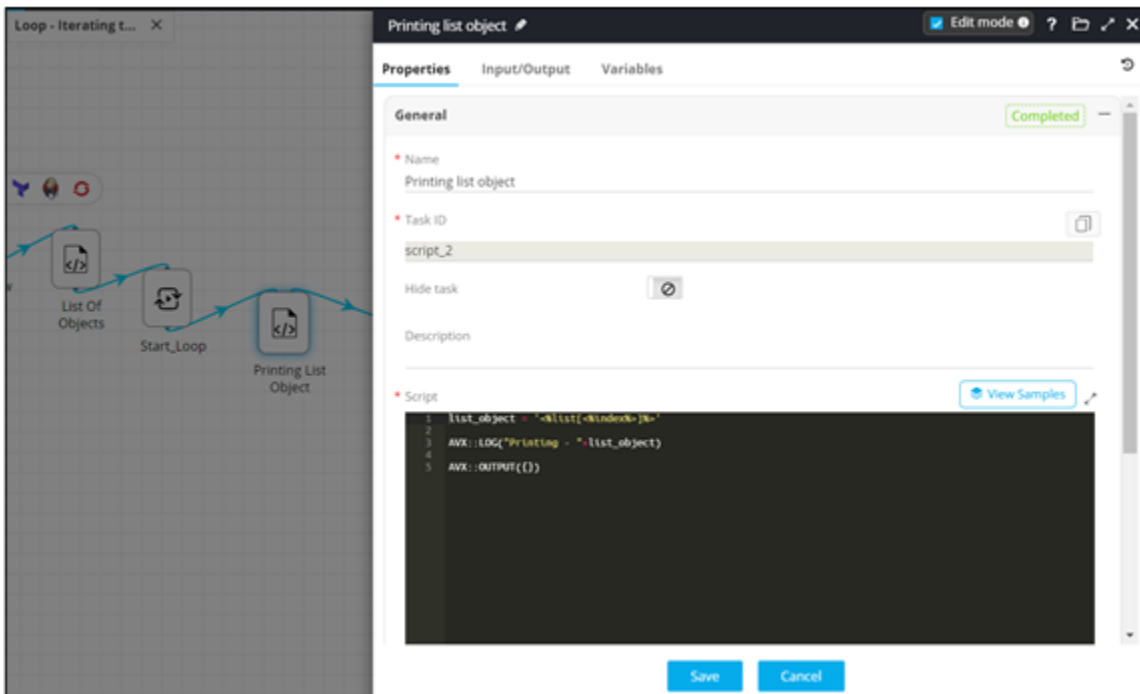 Loop - Iterating t...
List Of
Objects
Start_Loop
Printing List
Object
Printing list object
Edit mode
?
Properties Input/Output Variables
General
Completed
* Name
Printing list object
* Task ID
script_2
Hide task
Description
* Script
View Samples
1 list_object = '<%list[<%index%>]%>'
2
3 AVX::LOG("Printing - "+list_object)
4
5 AVX::OUTPUT({})
Save Cancel